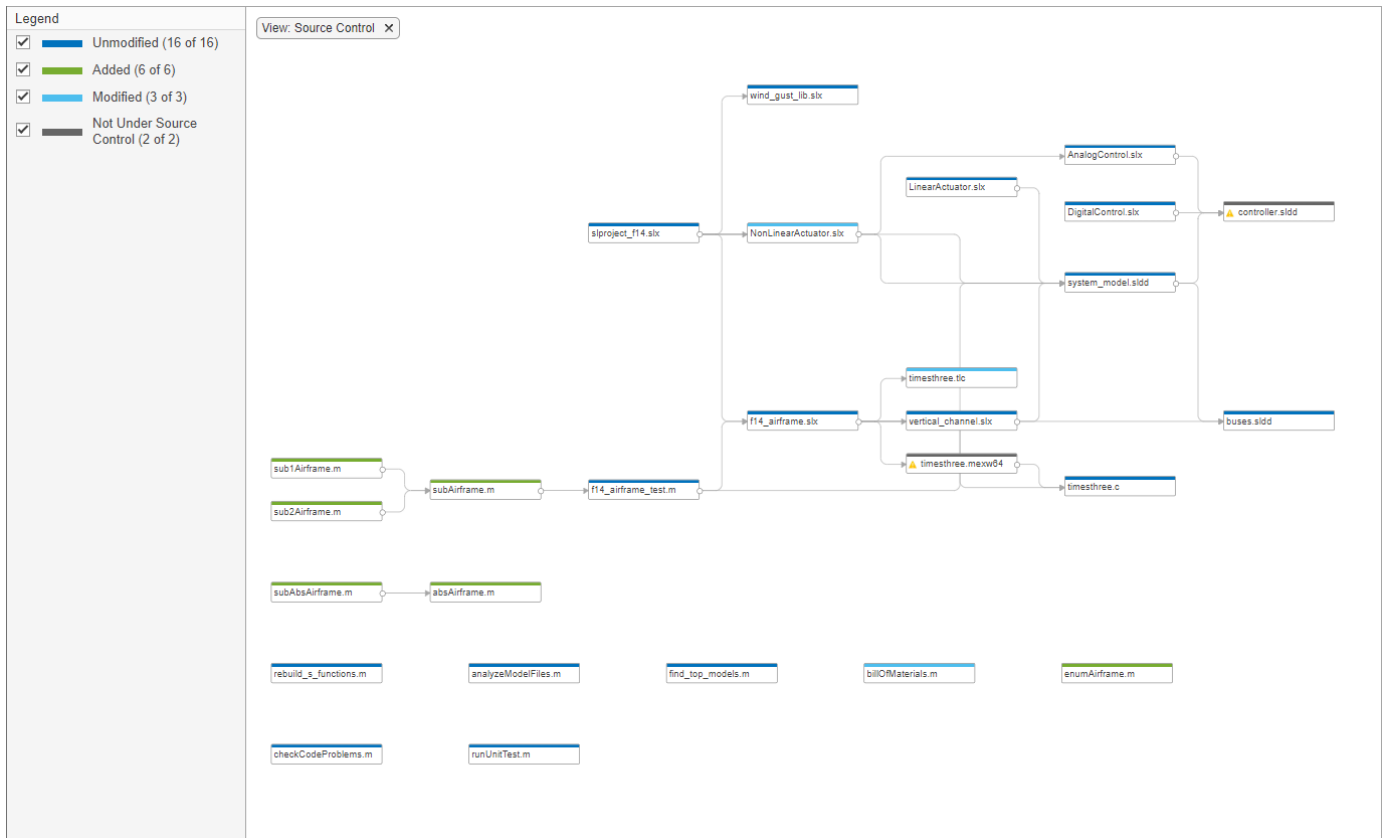 Legend
Unmodified (16 of 16)
Added (6 of 6)
Modified (3 of 3)
Not Under Source
Control (2 of 2)
View: Source Control
wind_gust_lib.slx
AnalogControl.slx
LinearActuator.slx
DigitalControl.slx
controller.sldd
slproject_f14.slx
NonLinearActuator.slx
system_model.sldd
timesthree.tlc
f14_airframe.slx
vertical_channel.slx
buses.sldd
sub1Airframe.m
timesthree.mexw64
subAirframe.m
f14_airframe_test.m
timesthree.c
sub2Airframe.m
subAbsAirframe.m
absAirframe.m
rebuild_s_functions.m
analyzeModelFiles.m
find_top_models.m
billOfMaterials.m
enumAirframe.m
checkCodeProblems.m
runUnitTest.m